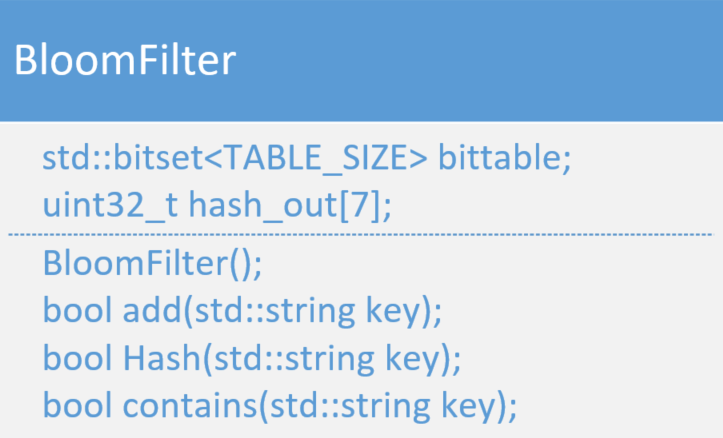 BloomFilter
std::bitset<TABLE_SIZE> bittable;
uint32_t hash_out[7];
BloomFilter();
bool add(std::string key);
bool Hash(std::string key);
bool contains(std::string key);